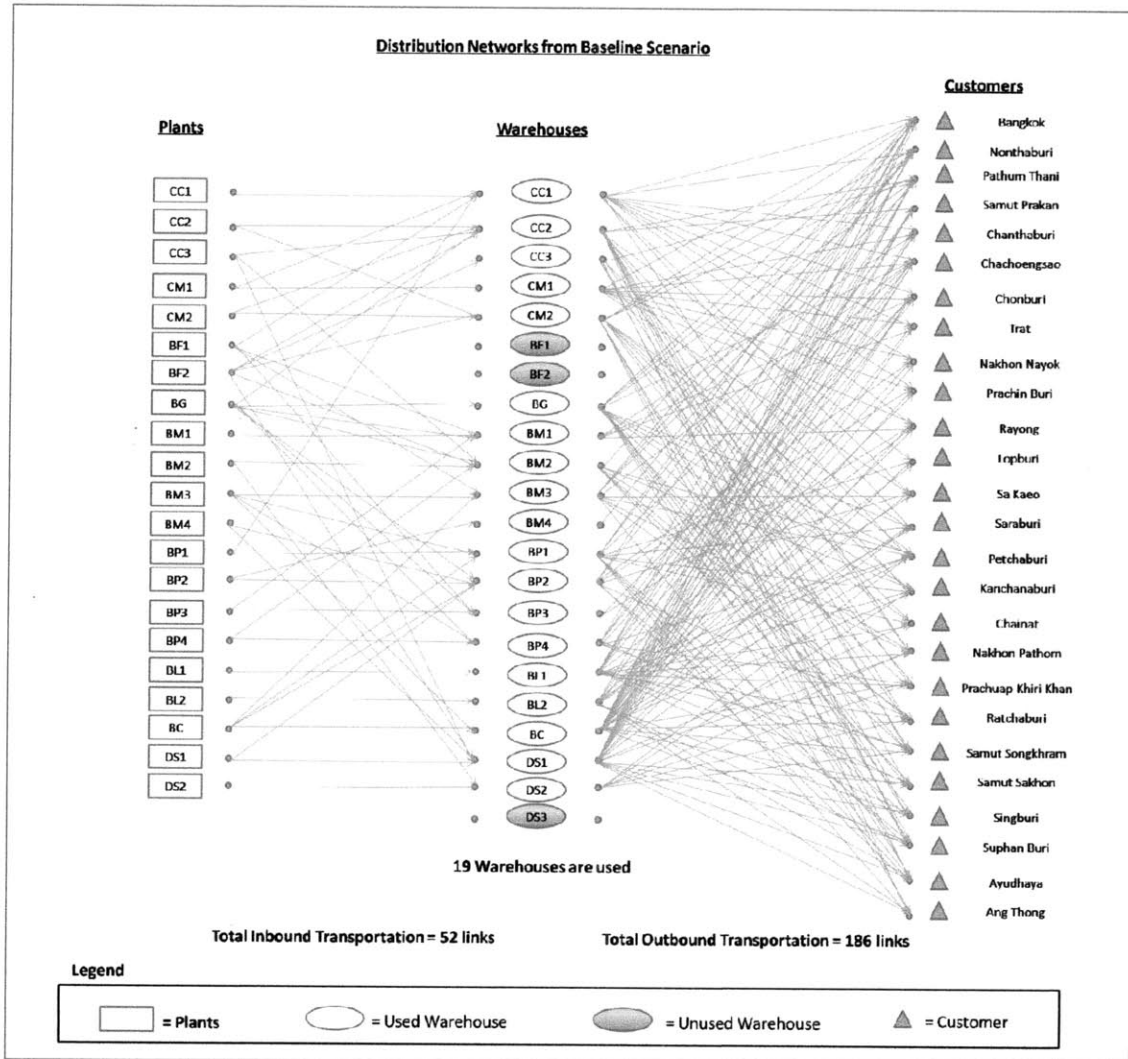 Distribution Networks from Baseline Scenario
Customers
Plants
Warehouses
CC1
CC2
CC3
CM1
CM2
BF1
BF2
BG
BM1
BM2
BM3
BM4
BP1
BP2
BP3
BP4
BL1
BL2
BC
DS1
DS2
CC1
CC2
CC3
CM1
CM2
BF1
BF2
BG
BM1
BM2
BM3
BM4
BP1
BP2
BP3
BP4
BL1
BL2
BC
DS1
DS2
DS3
Bangkok
Nonthaburi
Pathum Thani
Samut Prakan
Chanthaburi
Chachoengsao
Chonburi
Trat
Nakhon Nayok
Prachin Buri
Rayong
Lopburi
Sa Kaeo
Saraburi
Petchaburi
Kanchanaburi
Chainat
Nakhon Pathom
Prachuap Khiri Khan
Ratchaburi
Samut Songkhram
Samut Sakhon
Singburi
Suphan Buri
Ayudhaya
Ang Thong
19 Warehouses are used
Total Inbound Transportation = 52 links
Total Outbound Transportation = 186 links
Legend
= Plants
= Used Warehouse
= Unused Warehouse
= Customer